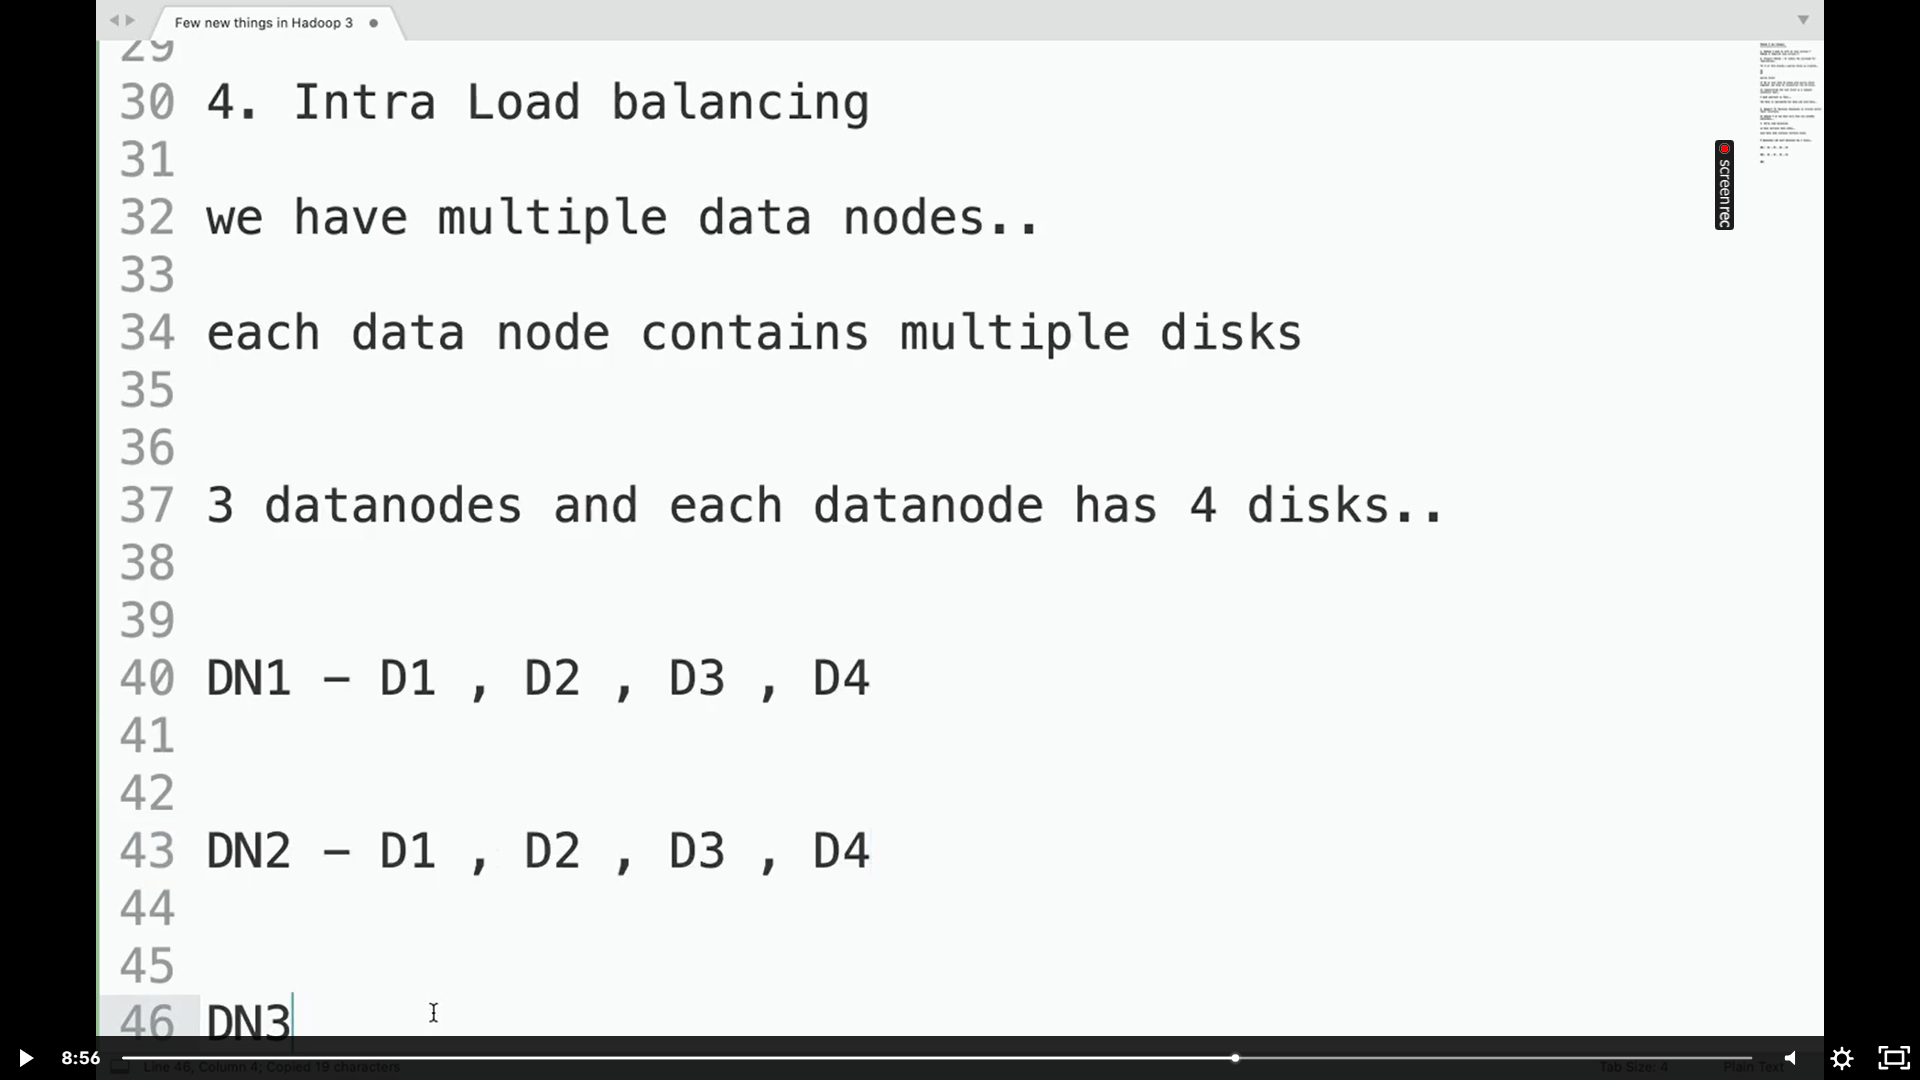 Few new things in Hadoop 3
29
30 4. Intra Load balancing
31
32 we have multiple data nodes..
33
34 each data node contains multiple disks
35
36
37 3 datanodes and each datanode has 4 disks..
38
39
40 DN1 – D1 , D2 , D3 , D4
41
42
43 DN2 – D1 , D2 , D3 , D4
44
45
46 DN3
screenrec
8:56
Line 46, Column 4; Copied 19 characters
Tab Size: 4
Plain Text